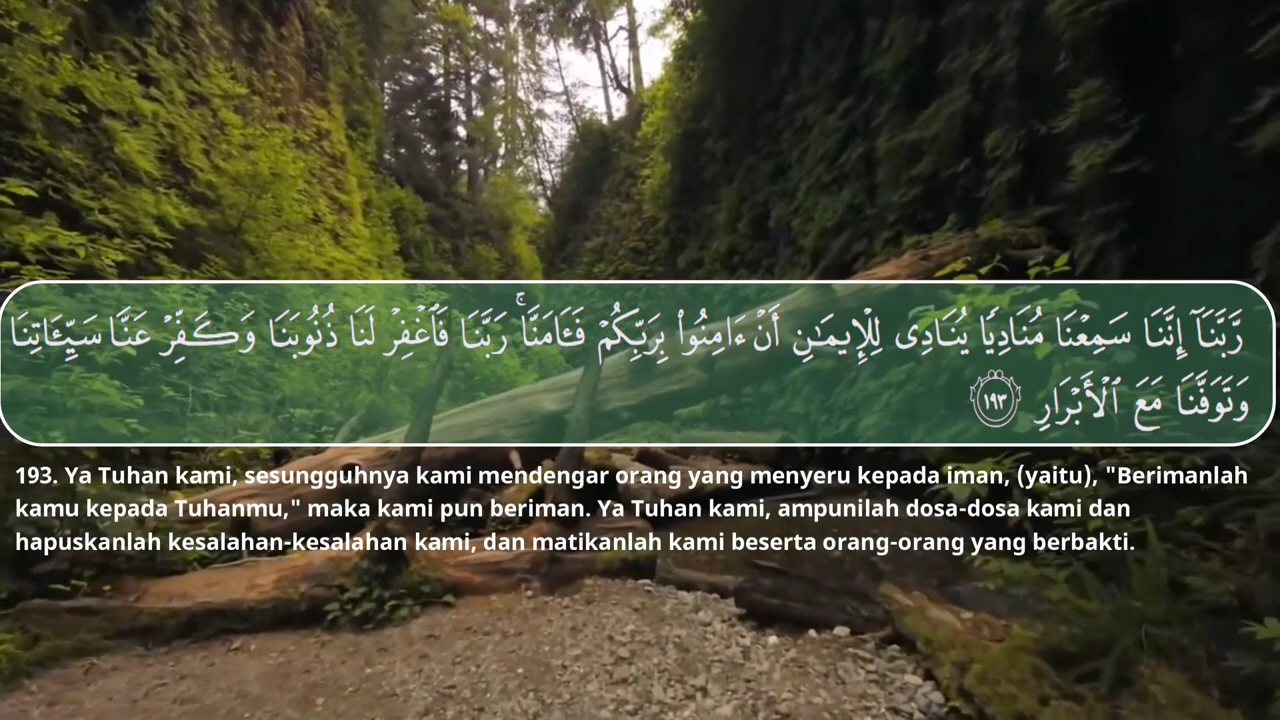 رَّبَّنَآ إِنَّنَا سَمِعْنَا مُنَادِيًا يُنَادِى لِلْإِيمَـٰنِ أَنْ ءَامِنُوا۟ بِرَبِّكُمْ فَـَٔامَنَّا ۚ رَبَّنَا فَٱغْفِرْ لَنَا ذُنُوبَنَا وَكَفِّرْ عَنَّا سَيِّـَٔاتِنَا
وَتَوَفَّنَا مَعَ ٱلْأَبْرَارِ ١٩٣
193. Ya Tuhan kami, sesungguhnya kami mendengar orang yang menyeru kepada iman, (yaitu), "Berimanlah
kamu kepada Tuhanmu," maka kami pun beriman. Ya Tuhan kami, ampunilah dosa-dosa kami dan
hapuskanlah kesalahan-kesalahan kami, dan matikanlah kami beserta orang-orang yang berbakti.